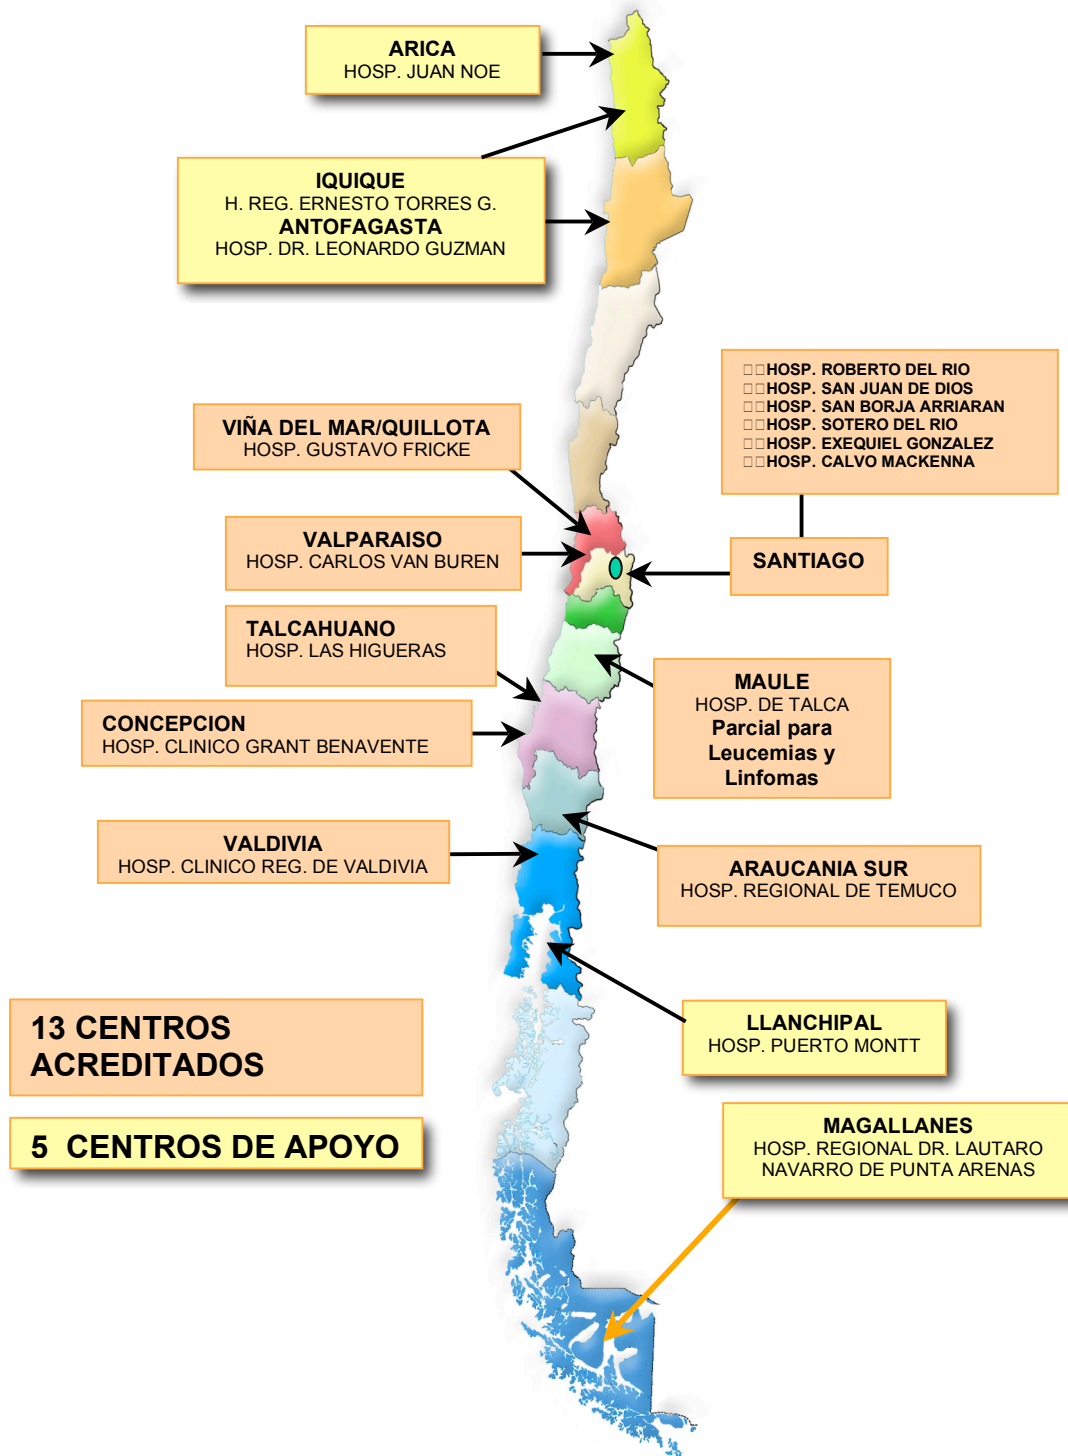 ARICA
HOSP. JUAN NOE
IQUIQUE
H. REG. ERNESTO TORRES G.
ANTOFAGASTA
HOSP. DR. LEONARDO GUZMAN
□□HOSP. ROBERTO DEL RIO
□□HOSP. SAN JUAN DE DIOS
□□HOSP. SAN BORJA ARRIARAN
□□HOSP. SOTERO DEL RIO
□□HOSP. EXEQUIEL GONZALEZ
□□HOSP. CALVO MACKENNA
VIÑA DEL MAR/QUILLOTA
HOSP. GUSTAVO FRICKE
VALPARAISO
HOSP. CARLOS VAN BUREN
SANTIAGO
TALCAHUANO
HOSP. LAS HIGUERAS
MAULE
HOSP. DE TALCA
Parcial para
Leucemias y
Linfomas
CONCEPCION
HOSP. CLINICO GRANT BENAVENTE
VALDIVIA
HOSP. CLINICO REG. DE VALDIVIA
ARAUCANIA SUR
HOSP. REGIONAL DE TEMUCO
13 CENTROS
ACREDITADOS
LLANCHIPAL
HOSP. PUERTO MONTT
5 CENTROS DE APOYO
MAGALLANES
HOSP. REGIONAL DR. LAUTARO
NAVARRO DE PUNTA ARENAS